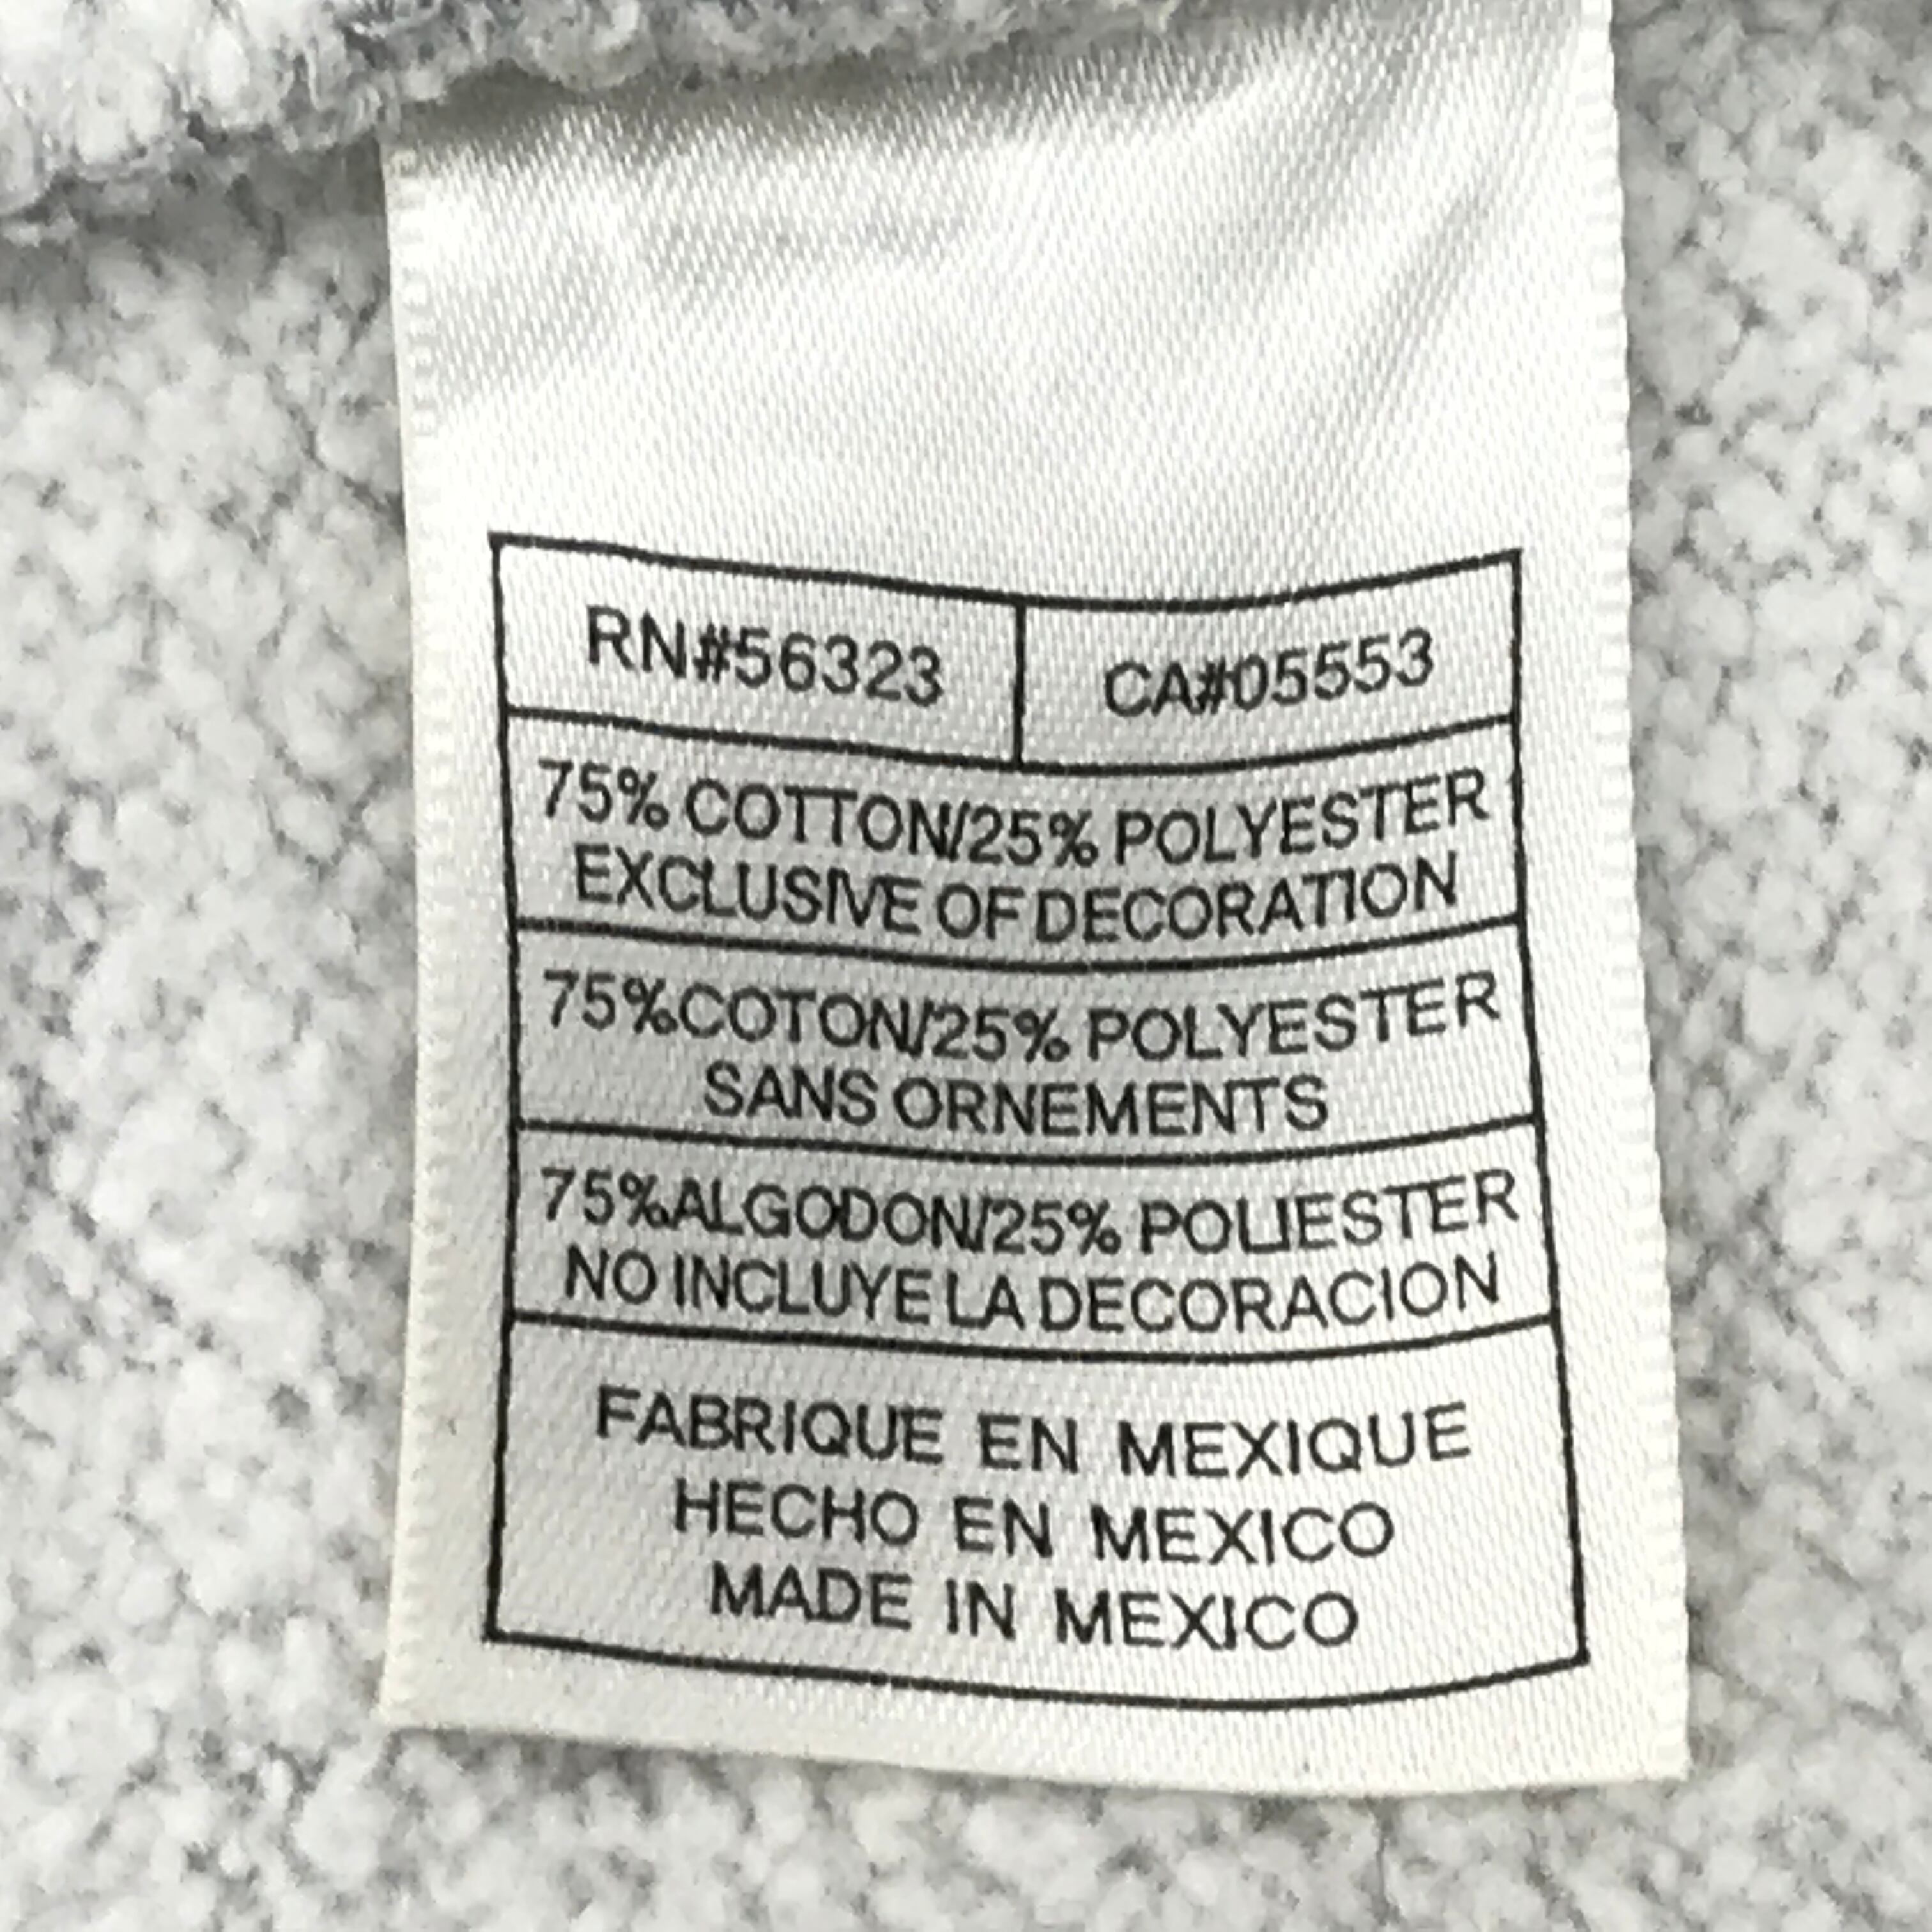 RN#56323 CA#05553
75% COTTON/25% POLYESTER
EXCLUSIVE OF DECORATION
75%COTON/25% POLYESTER
SANS ORNEMENTS
75%ALGODON/25% POLIESTER
NO INCLUYE LA DECORACION
FABRIQUE EN MEXIQUE
HECHO EN MEXICO
MADE IN MEXICO